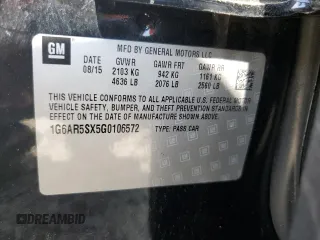 GM
MFD BY GENERAL MOTORS LLC
DATE GVWR GAWR FRT GAWR RR
08/15 2103 KG 942 KG 1161 KG
4636 LB 2076 LB 2560 LB
THIS VEHICLE CONFORMS TO ALL APPLICABLE U.S. FEDERAL
MOTOR VEHICLE SAFETY, BUMPER, AND THEFT PREVENTION
STANDARDS IN EFFECT ON THE DATE OF MANUFACTURE SHOWN ABOVE.
1G6AR5SX5G0106572 TYPE: PASS CAR
DREAMBID